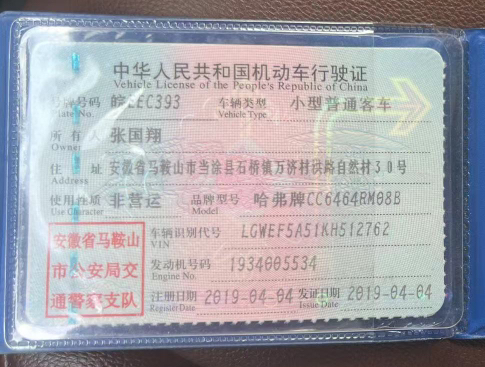 中华人民共和国机动车行驶证
Vehicle License of the People's Republic of China
号牌号码 皖EEC393 车辆类型 小型普通客车
Plate No. Vehicle Type
所有人 张国翔
Owner
住 址 安徽省马鞍山市当涂县石桥镇万济村拱路自然村30号
Address
使用性质 非营运 品牌型号 哈弗牌CC6464RM08B
Use Character Model
安徽省马鞍山 车辆识别代号 LGWEF5A51KH512762
VIN
市公安局交 发动机号码 1934005534
Engine No.
通警察支队 注册日期 2019-04-04 发证日期 2019-04-04
Register Date Issue Date